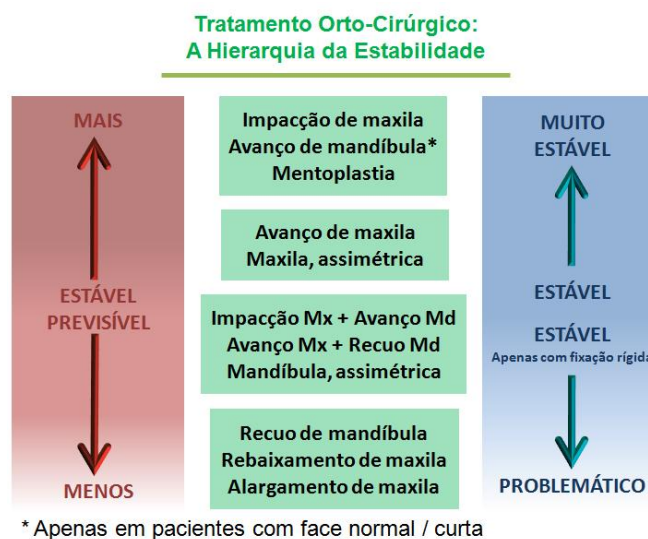 Tratamento Orto-Cirúrgico:
A Hierarquia da Estabilidade
MAIS
ESTÁVEL
PREVISÍVEL
MENOS
Impacção de maxila
Avanço de mandíbula*
Mentoplastia
Avanço de maxila
Maxila, assimétrica
Impacção Mx + Avanço Md
Avanço Mx + Recuo Md
Mandíbula, assimétrica
Recuo de mandíbula
Rebaixamento de maxila
Alargamento de maxila
MUITO
ESTÁVEL
ESTÁVEL
ESTÁVEL
Apenas com fixação rígida
PROBLEMÁTICO
* Apenas em pacientes com face normal / curta